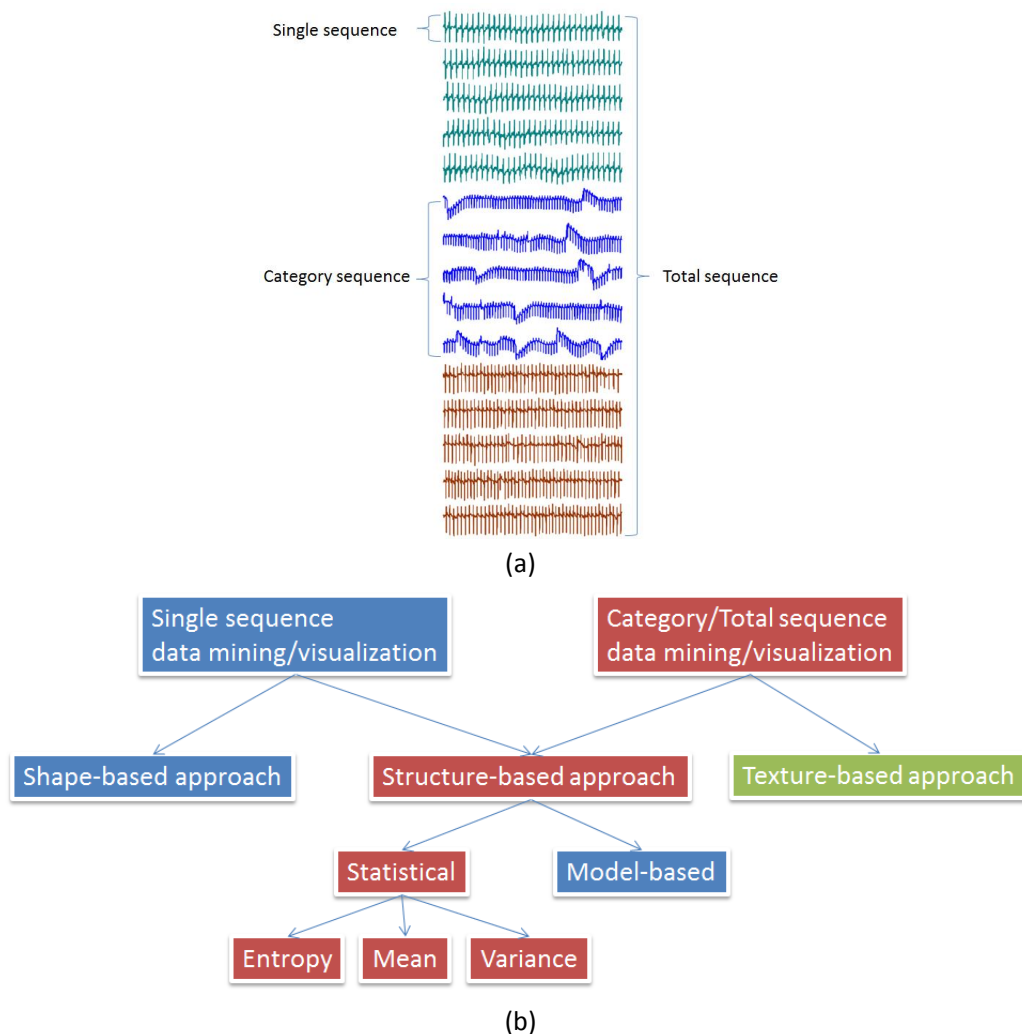 Single sequence
Category sequence
Total sequence
(a)
Single sequence
data mining/visualization
Category/Total sequence
data mining/visualization
Shape-based approach
Structure-based approach
Texture-based approach
Statistical
Model-based
Entropy
Mean
Variance
(b)